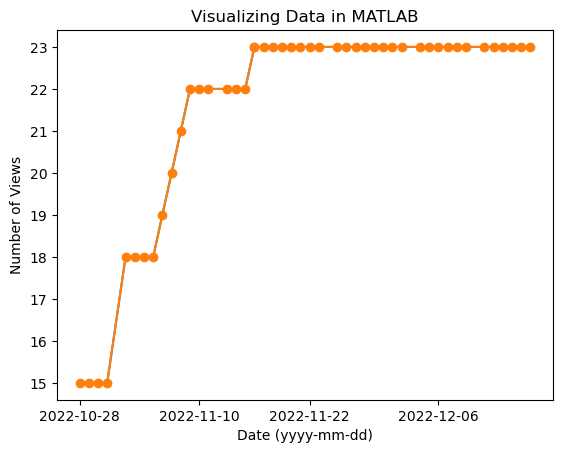 Visualizing Data in MATLAB
23
22
21
20
19
18
17
16
15
Number of Views
2022-10-28 2022-11-10 2022-11-22 2022-12-06
Date (yyyy-mm-dd)